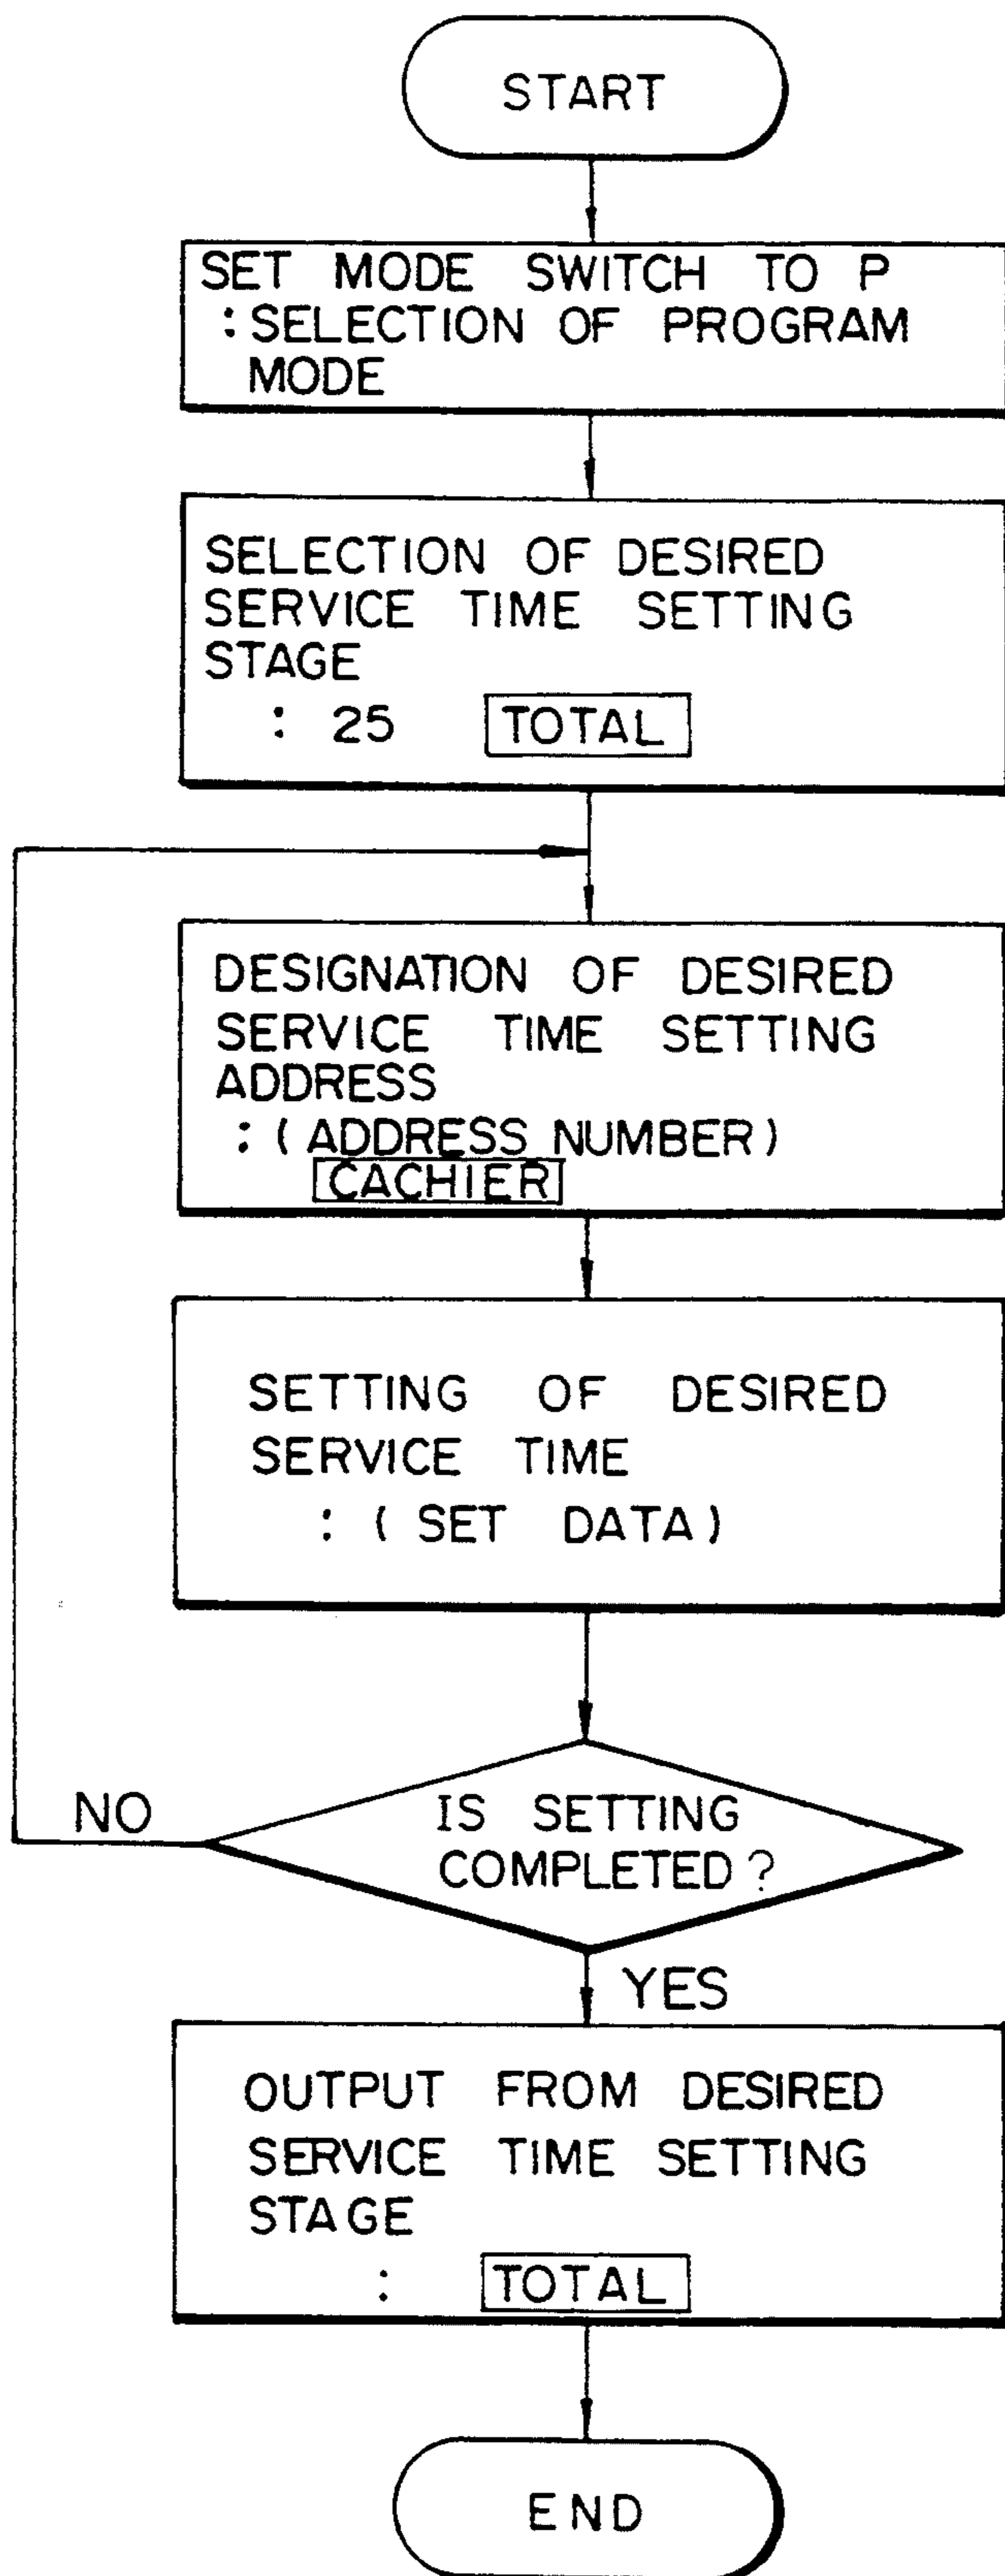 START
SET MODE SWITCH TO P
: SELECTION OF PROGRAM
MODE
SELECTION OF DESIRED
SERVICE TIME SETTING
STAGE
: 25 TOTAL
DESIGNATION OF DESIRED
SERVICE TIME SETTING
ADDRESS
: (ADDRESS NUMBER)
CACHIER
SETTING OF DESIRED
SERVICE TIME
: (SET DATA)
NO
IS SETTING
COMPLETED?
YES
OUTPUT FROM DESIRED
SERVICE TIME SETTING
STAGE
: TOTAL
END